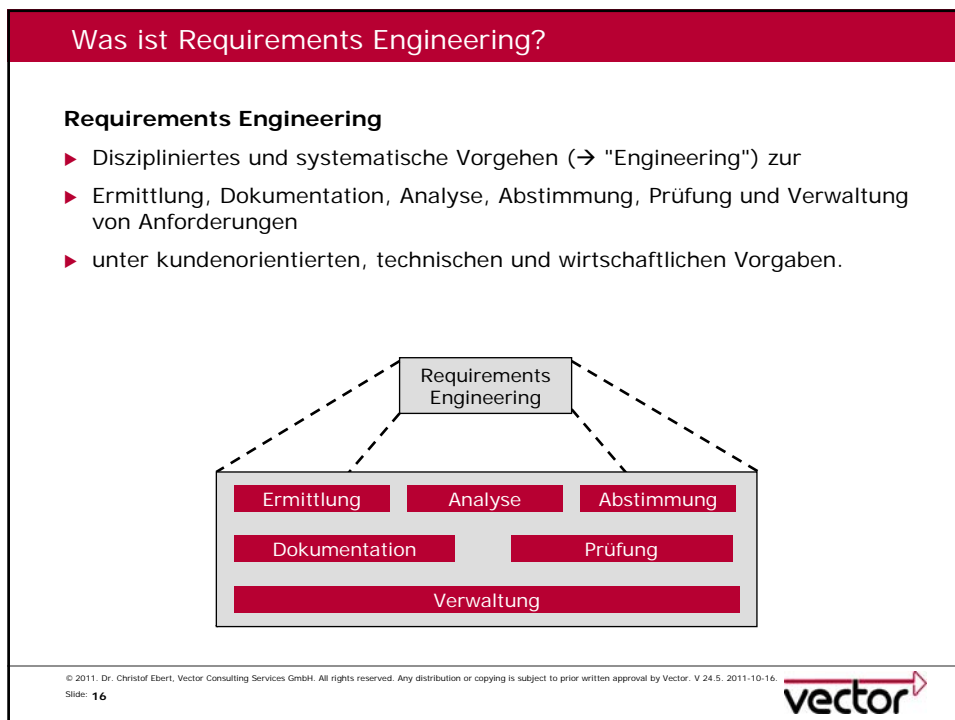 Was ist Requirements Engineering?
Requirements Engineering
Diszipliniertes und systematische Vorgehen (→ "Engineering") zur
Ermittlung, Dokumentation, Analyse, Abstimmung, Prüfung und Verwaltung
von Anforderungen
unter kundenorientierten, technischen und wirtschaftlichen Vorgaben.
Requirements
Engineering
Ermittlung Analyse Abstimmung
Dokumentation Prüfung
Verwaltung
© 2011. Dr. Christof Ebert, Vector Consulting Services GmbH. All rights reserved. Any distribution or copying is subject to prior written approval by Vector. V 24.5. 2011-10-16.
Slide: 16
vector